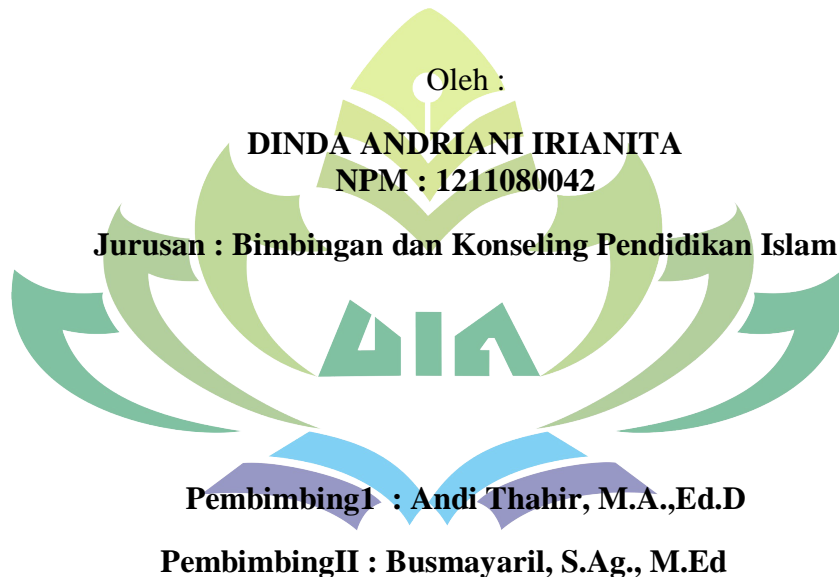 Oleh :
DINDA ANDRIANI IRIANITA
NPM : 1211080042
Jurusan : Bimbingan dan Konseling Pendidikan Islam
UIN
Pembimbing1 : Andi Thahir, M.A.,Ed.D
PembimbingII : Busmayaril, S.Ag., M.Ed